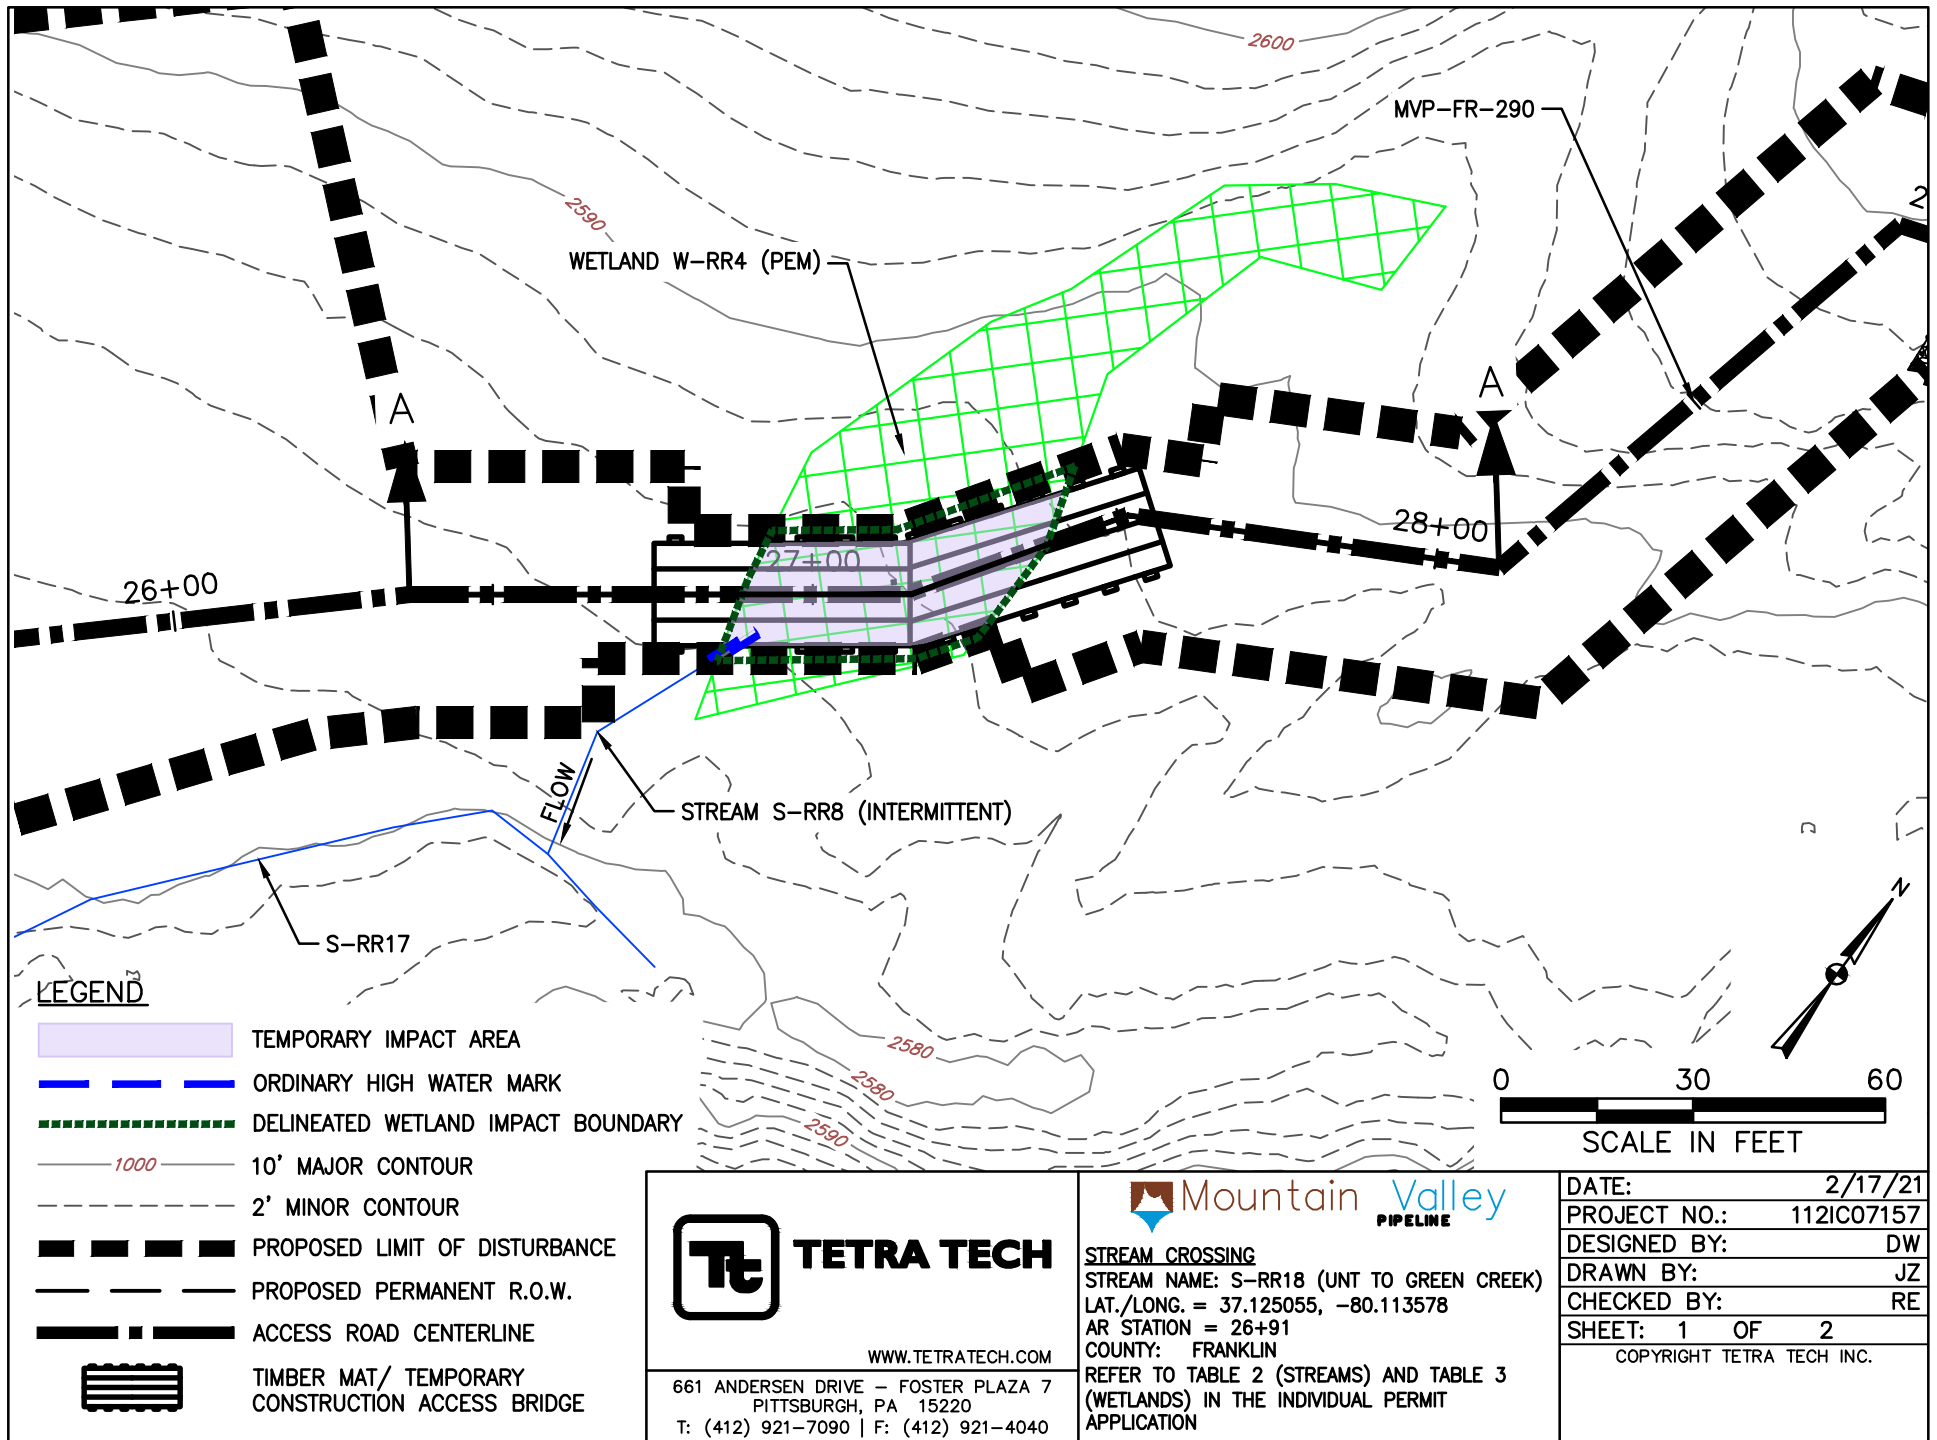 2600
MVP-FR-290
2590
2
WETLAND W-RR4 (PEM)
A
A
28+00
27+00
26+00
FLOW
STREAM S-RR8 (INTERMITTENT)
S-RR17
N
2580
2580
2590
0 30 60
SCALE IN FEET
LEGEND
TEMPORARY IMPACT AREA
ORDINARY HIGH WATER MARK
DELINEATED WETLAND IMPACT BOUNDARY
1000 10' MAJOR CONTOUR
2' MINOR CONTOUR
PROPOSED LIMIT OF DISTURBANCE
PROPOSED PERMANENT R.O.W.
ACCESS ROAD CENTERLINE
TIMBER MAT/ TEMPORARY
CONSTRUCTION ACCESS BRIDGE
Tt TETRA TECH
WWW.TETRATECH.COM
661 ANDERSEN DRIVE – FOSTER PLAZA 7
PITTSBURGH, PA 15220
T: (412) 921-7090 | F: (412) 921-4040
Mountain Valley
PIPELINE
STREAM CROSSING
STREAM NAME: S-RR18 (UNT TO GREEN CREEK)
LAT./LONG. = 37.125055, -80.113578
AR STATION = 26+91
COUNTY: FRANKLIN
REFER TO TABLE 2 (STREAMS) AND TABLE 3
(WETLANDS) IN THE INDIVIDUAL PERMIT
APPLICATION
DATE: 2/17/21
PROJECT NO.: 112IC07157
DESIGNED BY: DW
DRAWN BY: JZ
CHECKED BY: RE
SHEET: 1 OF 2
COPYRIGHT TETRA TECH INC.